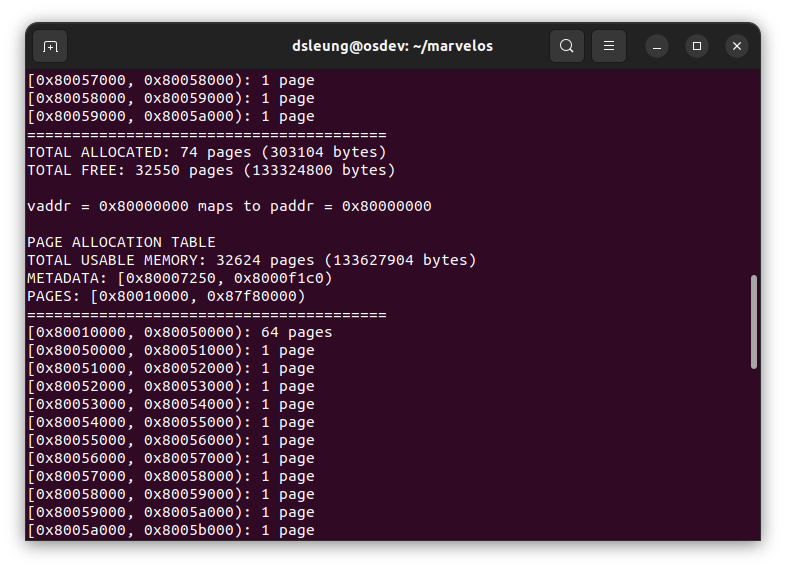 dsleung@osdev: ~/marvelos
[0x80057000, 0x80058000): 1 page
[0x80058000, 0x80059000): 1 page
[0x80059000, 0x8005a000): 1 page
========================================
TOTAL ALLOCATED: 74 pages (303104 bytes)
TOTAL FREE: 32550 pages (133324800 bytes)
vaddr = 0x80000000 maps to paddr = 0x80000000
PAGE ALLOCATION TABLE
TOTAL USABLE MEMORY: 32624 pages (133627904 bytes)
METADATA: [0x80007250, 0x8000f1c0)
PAGES: [0x80010000, 0x87f80000)
========================================
[0x80010000, 0x80050000): 64 pages
[0x80050000, 0x80051000): 1 page
[0x80051000, 0x80052000): 1 page
[0x80052000, 0x80053000): 1 page
[0x80053000, 0x80054000): 1 page
[0x80054000, 0x80055000): 1 page
[0x80055000, 0x80056000): 1 page
[0x80056000, 0x80057000): 1 page
[0x80057000, 0x80058000): 1 page
[0x80058000, 0x80059000): 1 page
[0x80059000, 0x8005a000): 1 page
[0x8005a000, 0x8005b000): 1 page